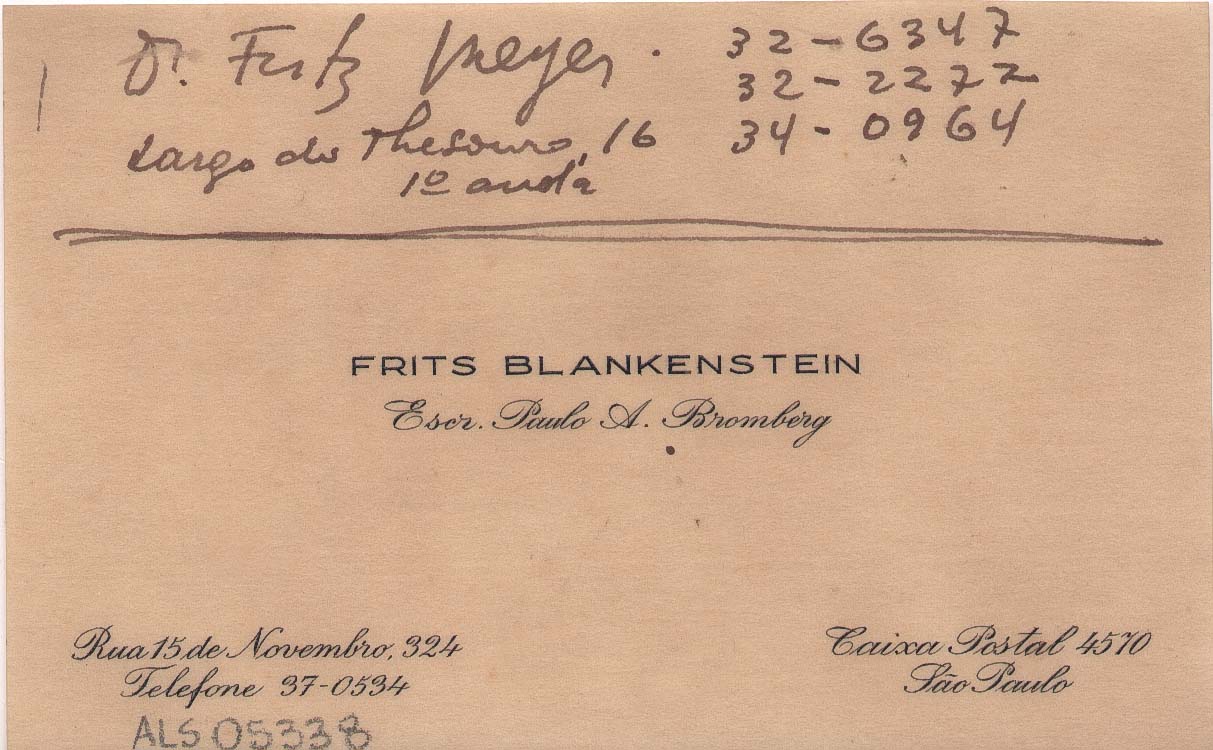 Dr. Fritz Meyer. 32-6347
32-2272
Largo do Thesouro, 16 34-0964
1º anda
FRITS BLANKENSTEIN
Escr. Paulo A. Bromberg
Rua 15 de Novembro, 324
Telefone 37-0534
Caixa Postal 4570
São Paulo
ALS 05338